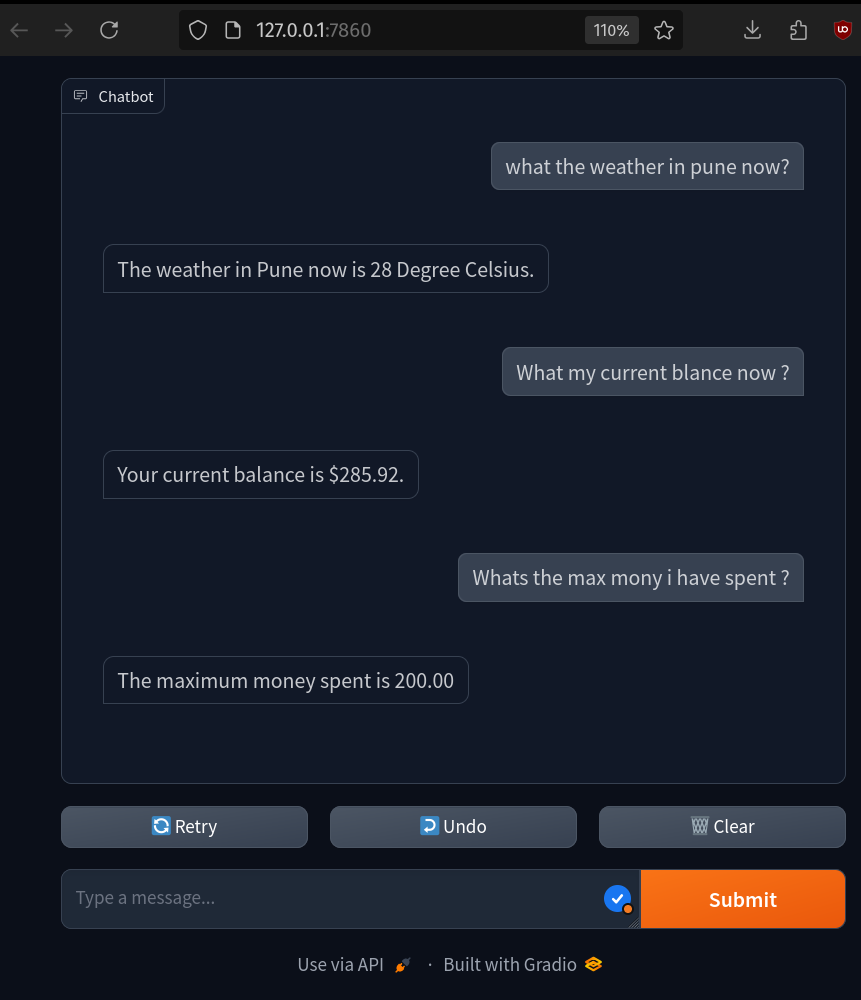 127.0.0.1:7860 110%
Chatbot
what the weather in pune now?
The weather in Pune now is 28 Degree Celsius.
What my current blance now ?
Your current balance is $285.92.
Whats the max mony i have spent ?
The maximum money spent is 200.00
Retry Undo Clear
Type a message... Submit
Use via API · Built with Gradio